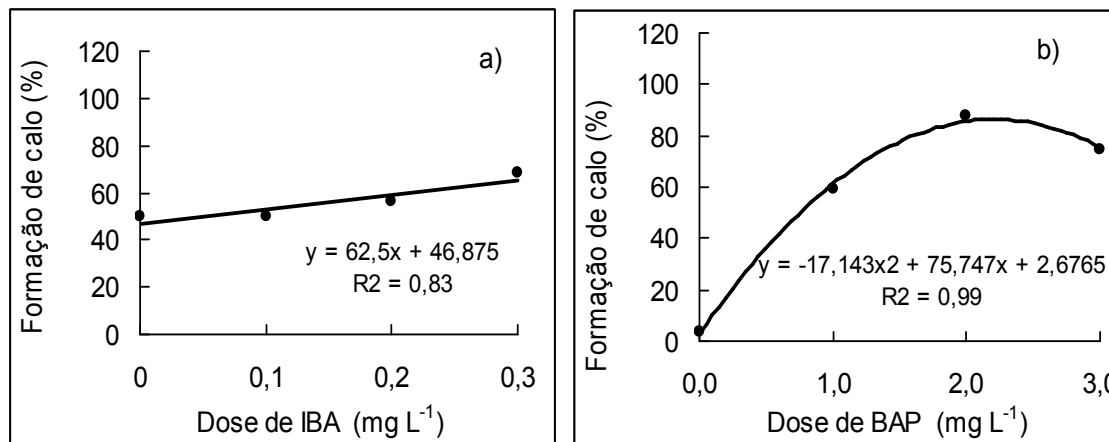 Formação de calo (%)
120
100
80
60
40
20
0
a)
y = 62,5x + 46,875
R2 = 0,83
0 0,1 0,2 0,3
Dose de IBA (mg L-1)
Formação de calo (%)
120
100
80
60
40
20
0
b)
y = -17,143x2 + 75,747x + 2,6765
R2 = 0,99
0,0 1,0 2,0 3,0
Dose de BAP (mg L-1)